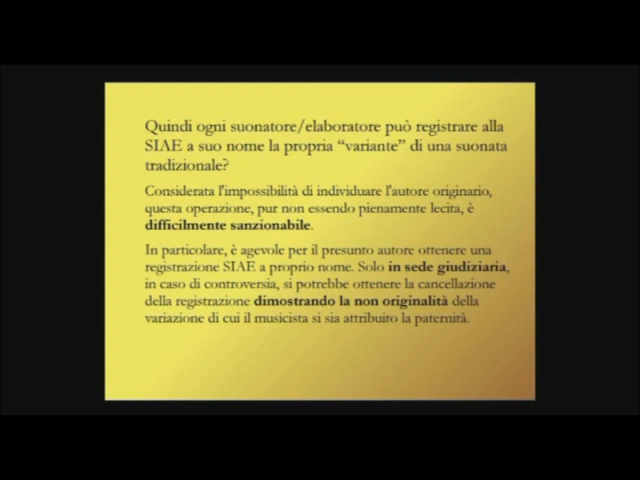 Quindi ogni suonatore/elaboratore può registrare alla
SIAE a suo nome la propria “variante” di una suonata
tradizionale?
Considerata l'impossibilità di individuare l'autore originario,
questa operazione, pur non essendo pienamente lecita, è
difficilmente sanzionabile.
In particolare, è agevole per il presunto autore ottenere una
registrazione SIAE a proprio nome. Solo in sede giudiziaria,
in caso di controversia, si potrebbe ottenere la cancellazione
della registrazione dimostrando la non originalità della
variazione di cui il musicista si sia attribuito la paternità.